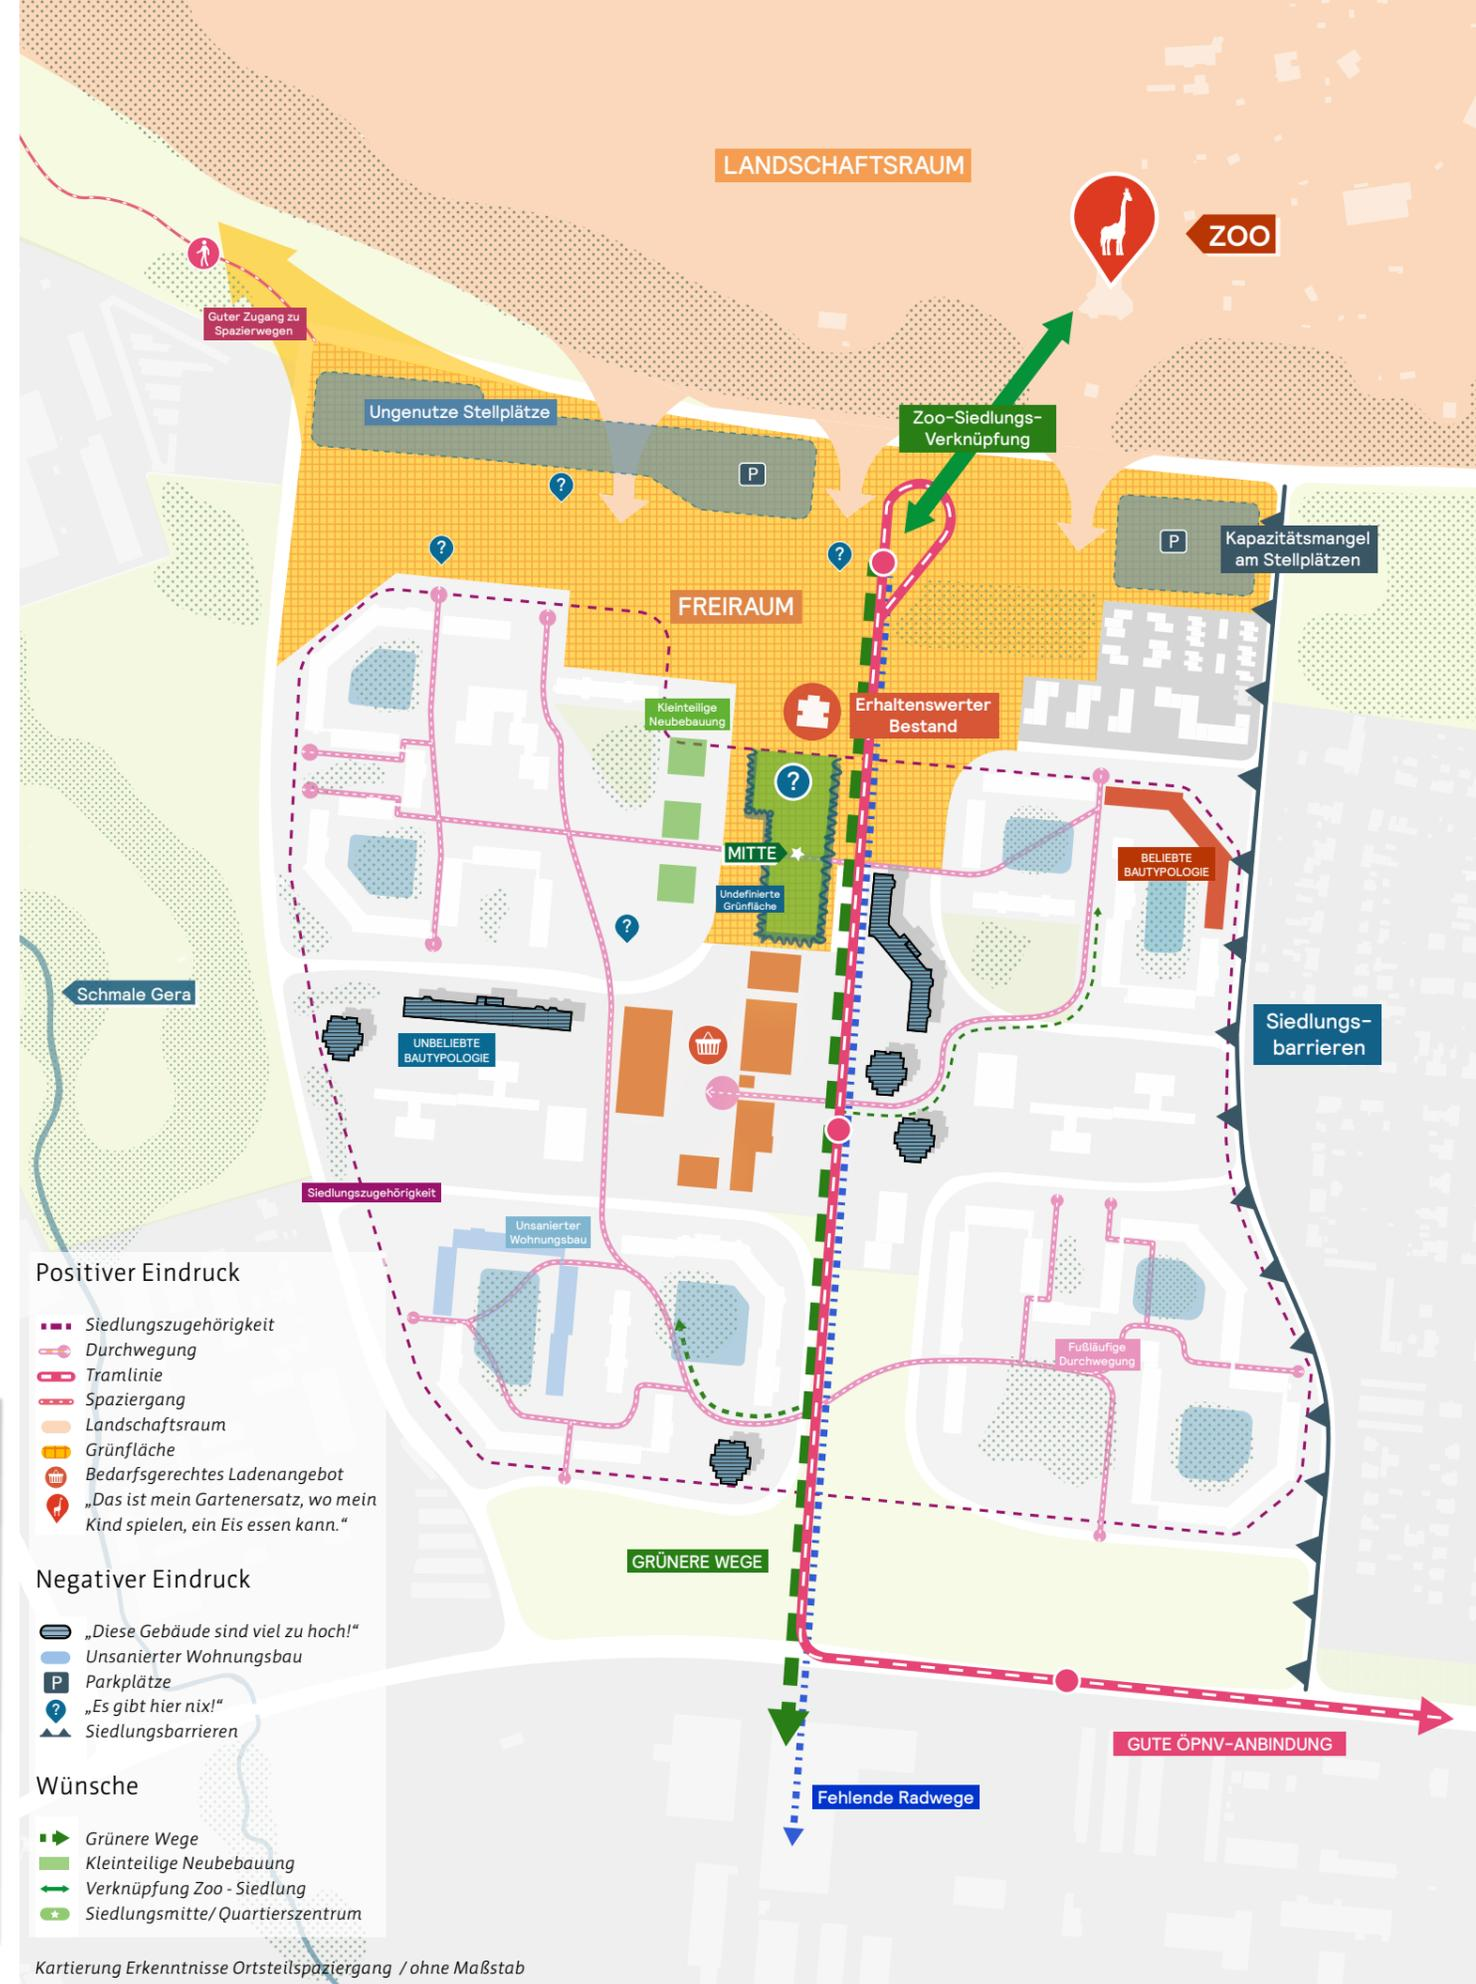 LANDSCHAFTSRAUM
ZOO
Guter Zugang zu
Spazierwegen
Ungenutze Stellplätze
Zoo-Siedlungs-
Verknüpfung
P
?
P
Kapazitätsmangel
am Stellplätzen
?
?
FREIRAUM
Kleinteilige
Neubebauung
Erhaltenswerter
Bestand
?
MITTE
BELIEBTE
BAUTYPOLOGIE
Undefinierte
Grünfläche
?
Schmale Gera
UNBELIEBTE
BAUTYPOLOGIE
Siedlungs-
barrieren
Siedlungszugehörigkeit
Unsanierter
Wohnungsbau
Fußläufige
Durchwegung
GRÜNERE WEGE
GUTE ÖPNV-ANBINDUNG
Fehlende Radwege
Positiver Eindruck
Siedlungszugehörigkeit
Durchwegung
Tramlinie
Spaziergang
Landschaftsraum
Grünfläche
Bedarfsgerechtes Ladenangebot
„Das ist mein Gartenersatz, wo mein
Kind spielen, ein Eis essen kann.“
Negativer Eindruck
„Diese Gebäude sind viel zu hoch!“
Unsanierter Wohnungsbau
P Parkplätze
? „Es gibt hier nix!“
Siedlungsbarrieren
Wünsche
Grünere Wege
Kleinteilige Neubebauung
Verknüpfung Zoo - Siedlung
Siedlungsmitte/ Quartierszentrum
Kartierung Erkenntnisse Ortsteilspaziergang / ohne Maßstab